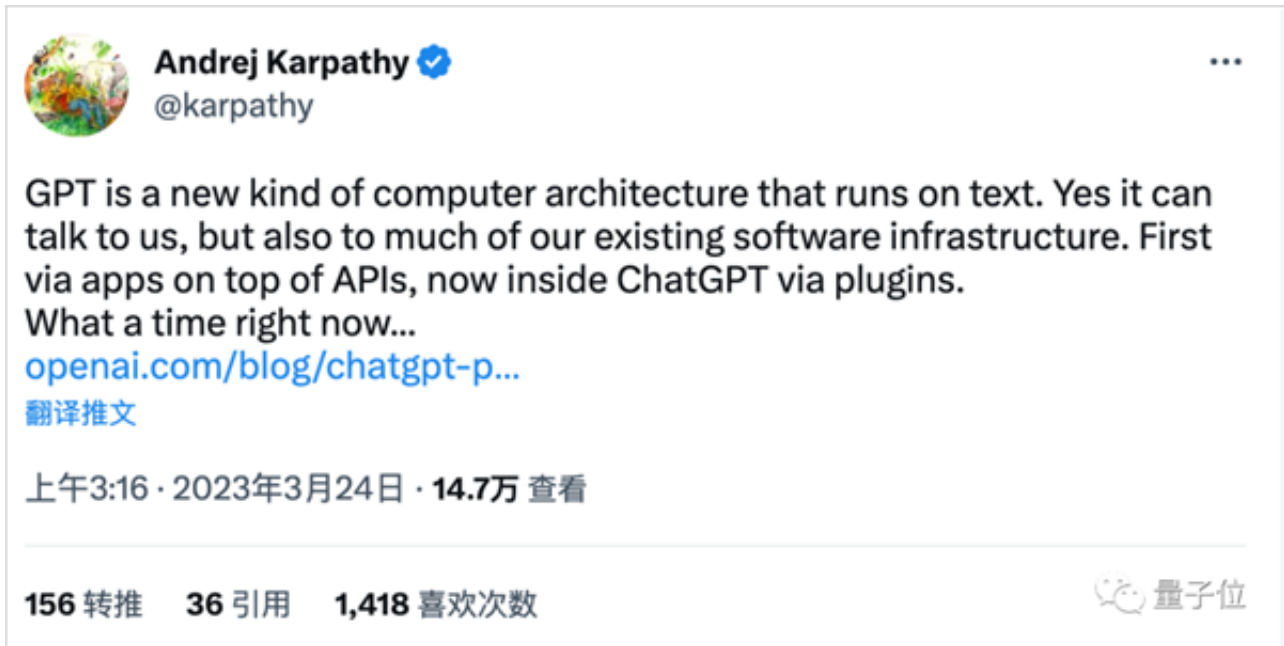 Andrej Karpathy
@karpathy
GPT is a new kind of computer architecture that runs on text. Yes it can
talk to us, but also to much of our existing software infrastructure. First
via apps on top of APIs, now inside ChatGPT via plugins.
What a time right now...
openai.com/blog/chatgpt-p...
翻译推文
上午3:16 · 2023年3月24日 · 14.7万 查看
156 转推 36 引用 1,418 喜欢次数
量子位